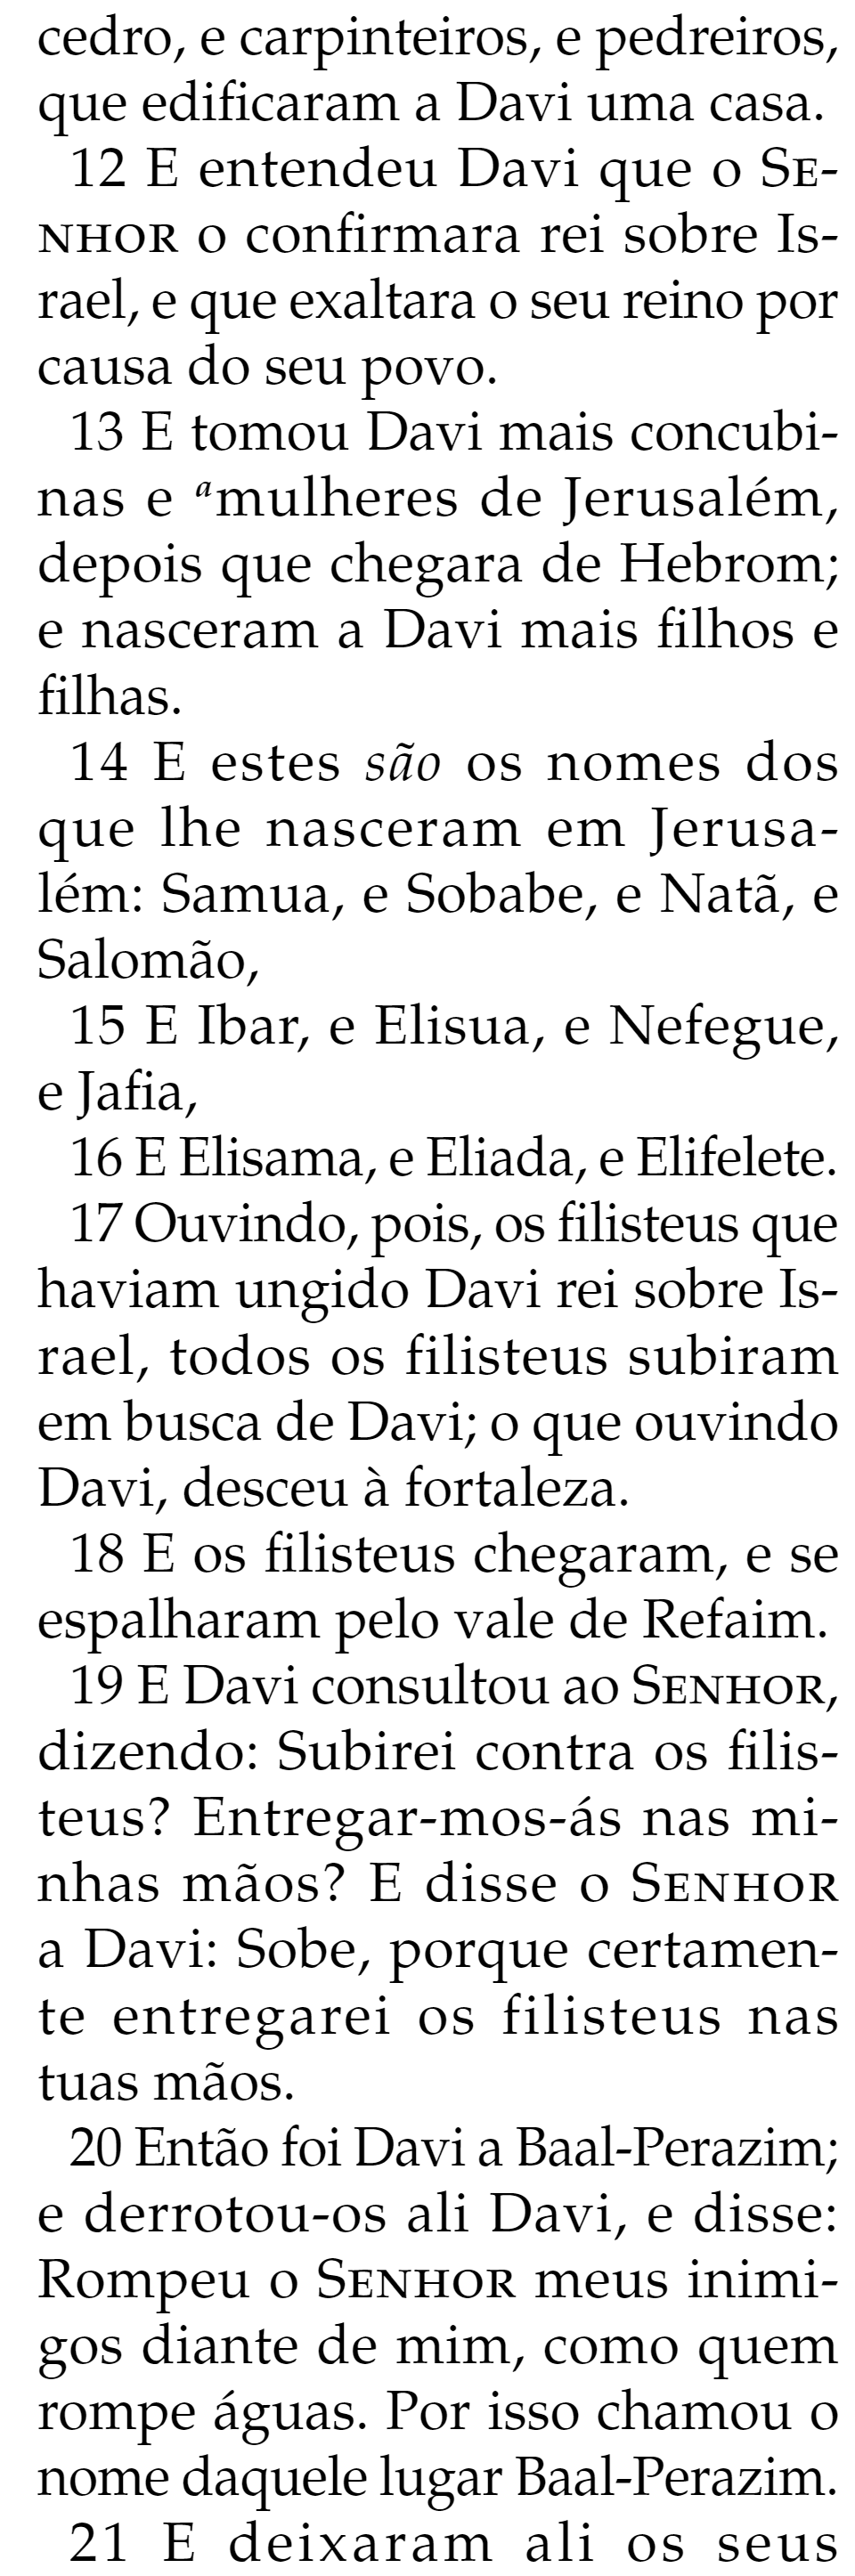 cedro, e carpinteiros, e pedreiros,
que edificaram a Davi uma casa.
12 E entendeu Davi que o SE-
NHOR o confirmara rei sobre Is-
rael, e que exaltara o seu reino por
causa do seu povo.
13 E tomou Davi mais concubi-
nas e ᵃmulheres de Jerusalém,
depois que chegara de Hebrom;
e nasceram a Davi mais filhos e
filhas.
14 E estes são os nomes dos
que lhe nasceram em Jerusa-
lém: Samua, e Sobabe, e Natã, e
Salomão,
15 E Ibar, e Elisua, e Nefegue,
e Jafia,
16 E Elisama, e Eliada, e Elifelete.
17 Ouvindo, pois, os filisteus que
haviam ungido Davi rei sobre Is-
rael, todos os filisteus subiram
em busca de Davi; o que ouvindo
Davi, desceu à fortaleza.
18 E os filisteus chegaram, e se
espalharam pelo vale de Refaim.
19 E Davi consultou ao SENHOR,
dizendo: Subirei contra os filis-
teus? Entregar-mos-ás nas mi-
nhas mãos? E disse o SENHOR
a Davi: Sobe, porque certamen-
te entregarei os filisteus nas
tuas mãos.
20 Então foi Davi a Baal-Perazim;
e derrotou-os ali Davi, e disse:
Rompeu o SENHOR meus inimi-
gos diante de mim, como quem
rompe águas. Por isso chamou o
nome daquele lugar Baal-Perazim.
21 E deixaram ali os seus